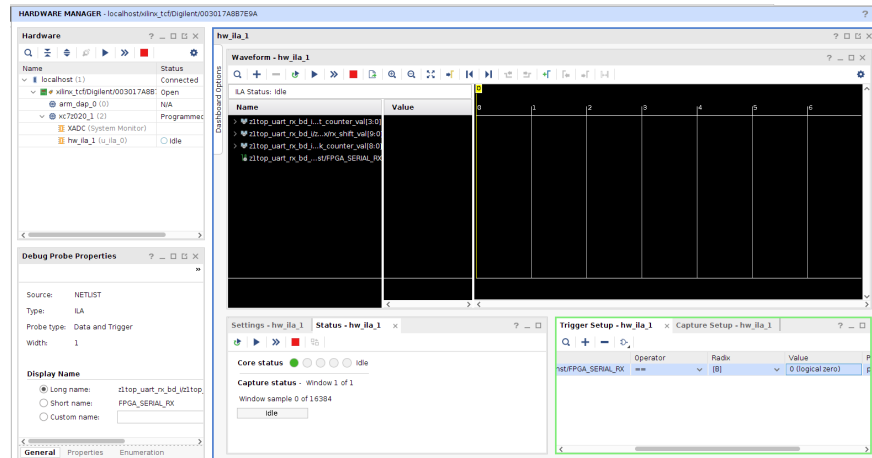 HARDWARE MANAGER - localhost/xilinx_tcf/Digilent/003017A8B7E9A
?
Hardware
Name Status
localhost (1) Connected
xilinx_tcf/Digilent/003017A8B7 Open
arm_dap_0 (0) N/A
xc7z020_1 (2) Programmed
XADC (System Monitor)
hw_ila_1 (u_ila_0) Idle
Debug Probe Properties
Source: NETLIST
Type: ILA
Probe type: Data and Trigger
Width: 1
Display Name
Long name: z1top_uart_rx_bd_i/z1top_
Short name: FPGA_SERIAL_RX
Custom name:
General Properties Enumeration
hw_ila_1
Dashboard Options
Waveform - hw_ila_1
ILA Status: Idle
Name Value
z1top_uart_rx_bd_i...t_counter_val[3:0]
z1top_uart_rx_bd_i/z...x/rx_shift_val[9:0]
z1top_uart_rx_bd_i...k_counter_val[8:0]
z1top_uart_rx_bd_...st/FPGA_SERIAL_RX
0
0 1 2 3 4 5 6
Settings - hw_ila_1 Status - hw_ila_1
Core status Idle
Capture status - Window 1 of 1
Window sample 0 of 16384
Idle
Trigger Setup - hw_ila_1 Capture Setup - hw_ila_1
Operator Radix Value P
nst/FPGA_SERIAL_RX == [B] 0 (logical zero) p